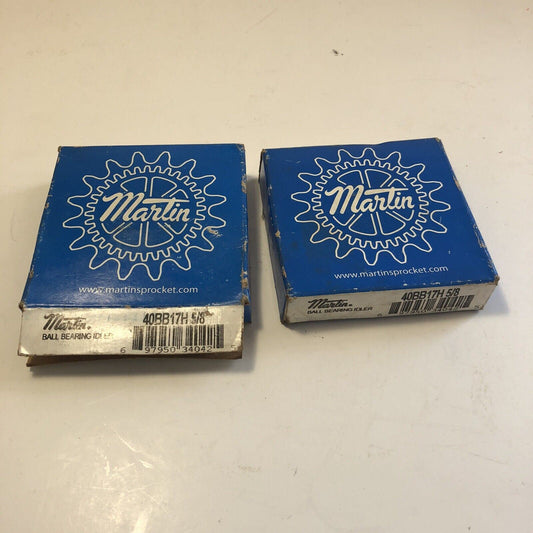 Martin
www.martinsprocket.com
Martin
40BB17H 5/8
BALL BEARING IDLER
6 97950 34042
Martin
www.martinsprocket.com
Martin
40BB17H 5/8
BALL BEARING IDLER